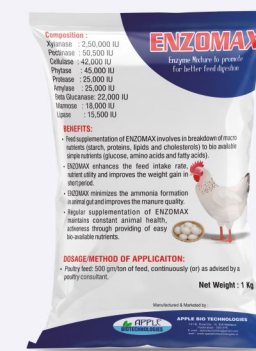 ENZOMAX
Enzyme Mixture to promote
for better feed digestion
Composition :
Xylanase : 2,50,000 IU
Pectinase : 50,500 IU
Cellulase : 42,000 IU
Phytase : 45,000 IU
Protease : 25,000 IU
Amylase : 25,000 IU
Beta Glucanase: 22,000 IU
Mannose : 18,000 IU
Lipase : 15,500 IU
BENEFITS:
• Feed supplementation of ENZOMAX involves in breakdown of macro
nutrients (starch, proteins, lipids and cholesterols) to bio available
simple nutrients (glucose, amino acids and fatty acids).
• ENZOMAX enhances the feed intake rate,
nutrient utility and improves the weight gain in
short period.
• ENZOMAX minimizes the ammonia formation
in animal gut and improves the manure quality.
• Regular supplementation of ENZOMAX
maintains constant animal health,
activeness through providing of easy
bio-available nutrients.
DOSAGE/METHOD OF APPLICAITON:
• Poultry feed: 500 gm/ton of feed, continuously (or) as advised by a
poultry consultant.
Net Weight : 1 Kg
Manufactured & Marketed by :
APPLE
BIOTECHNOLOGIES
APPLE BIO TECHNOLOGIES